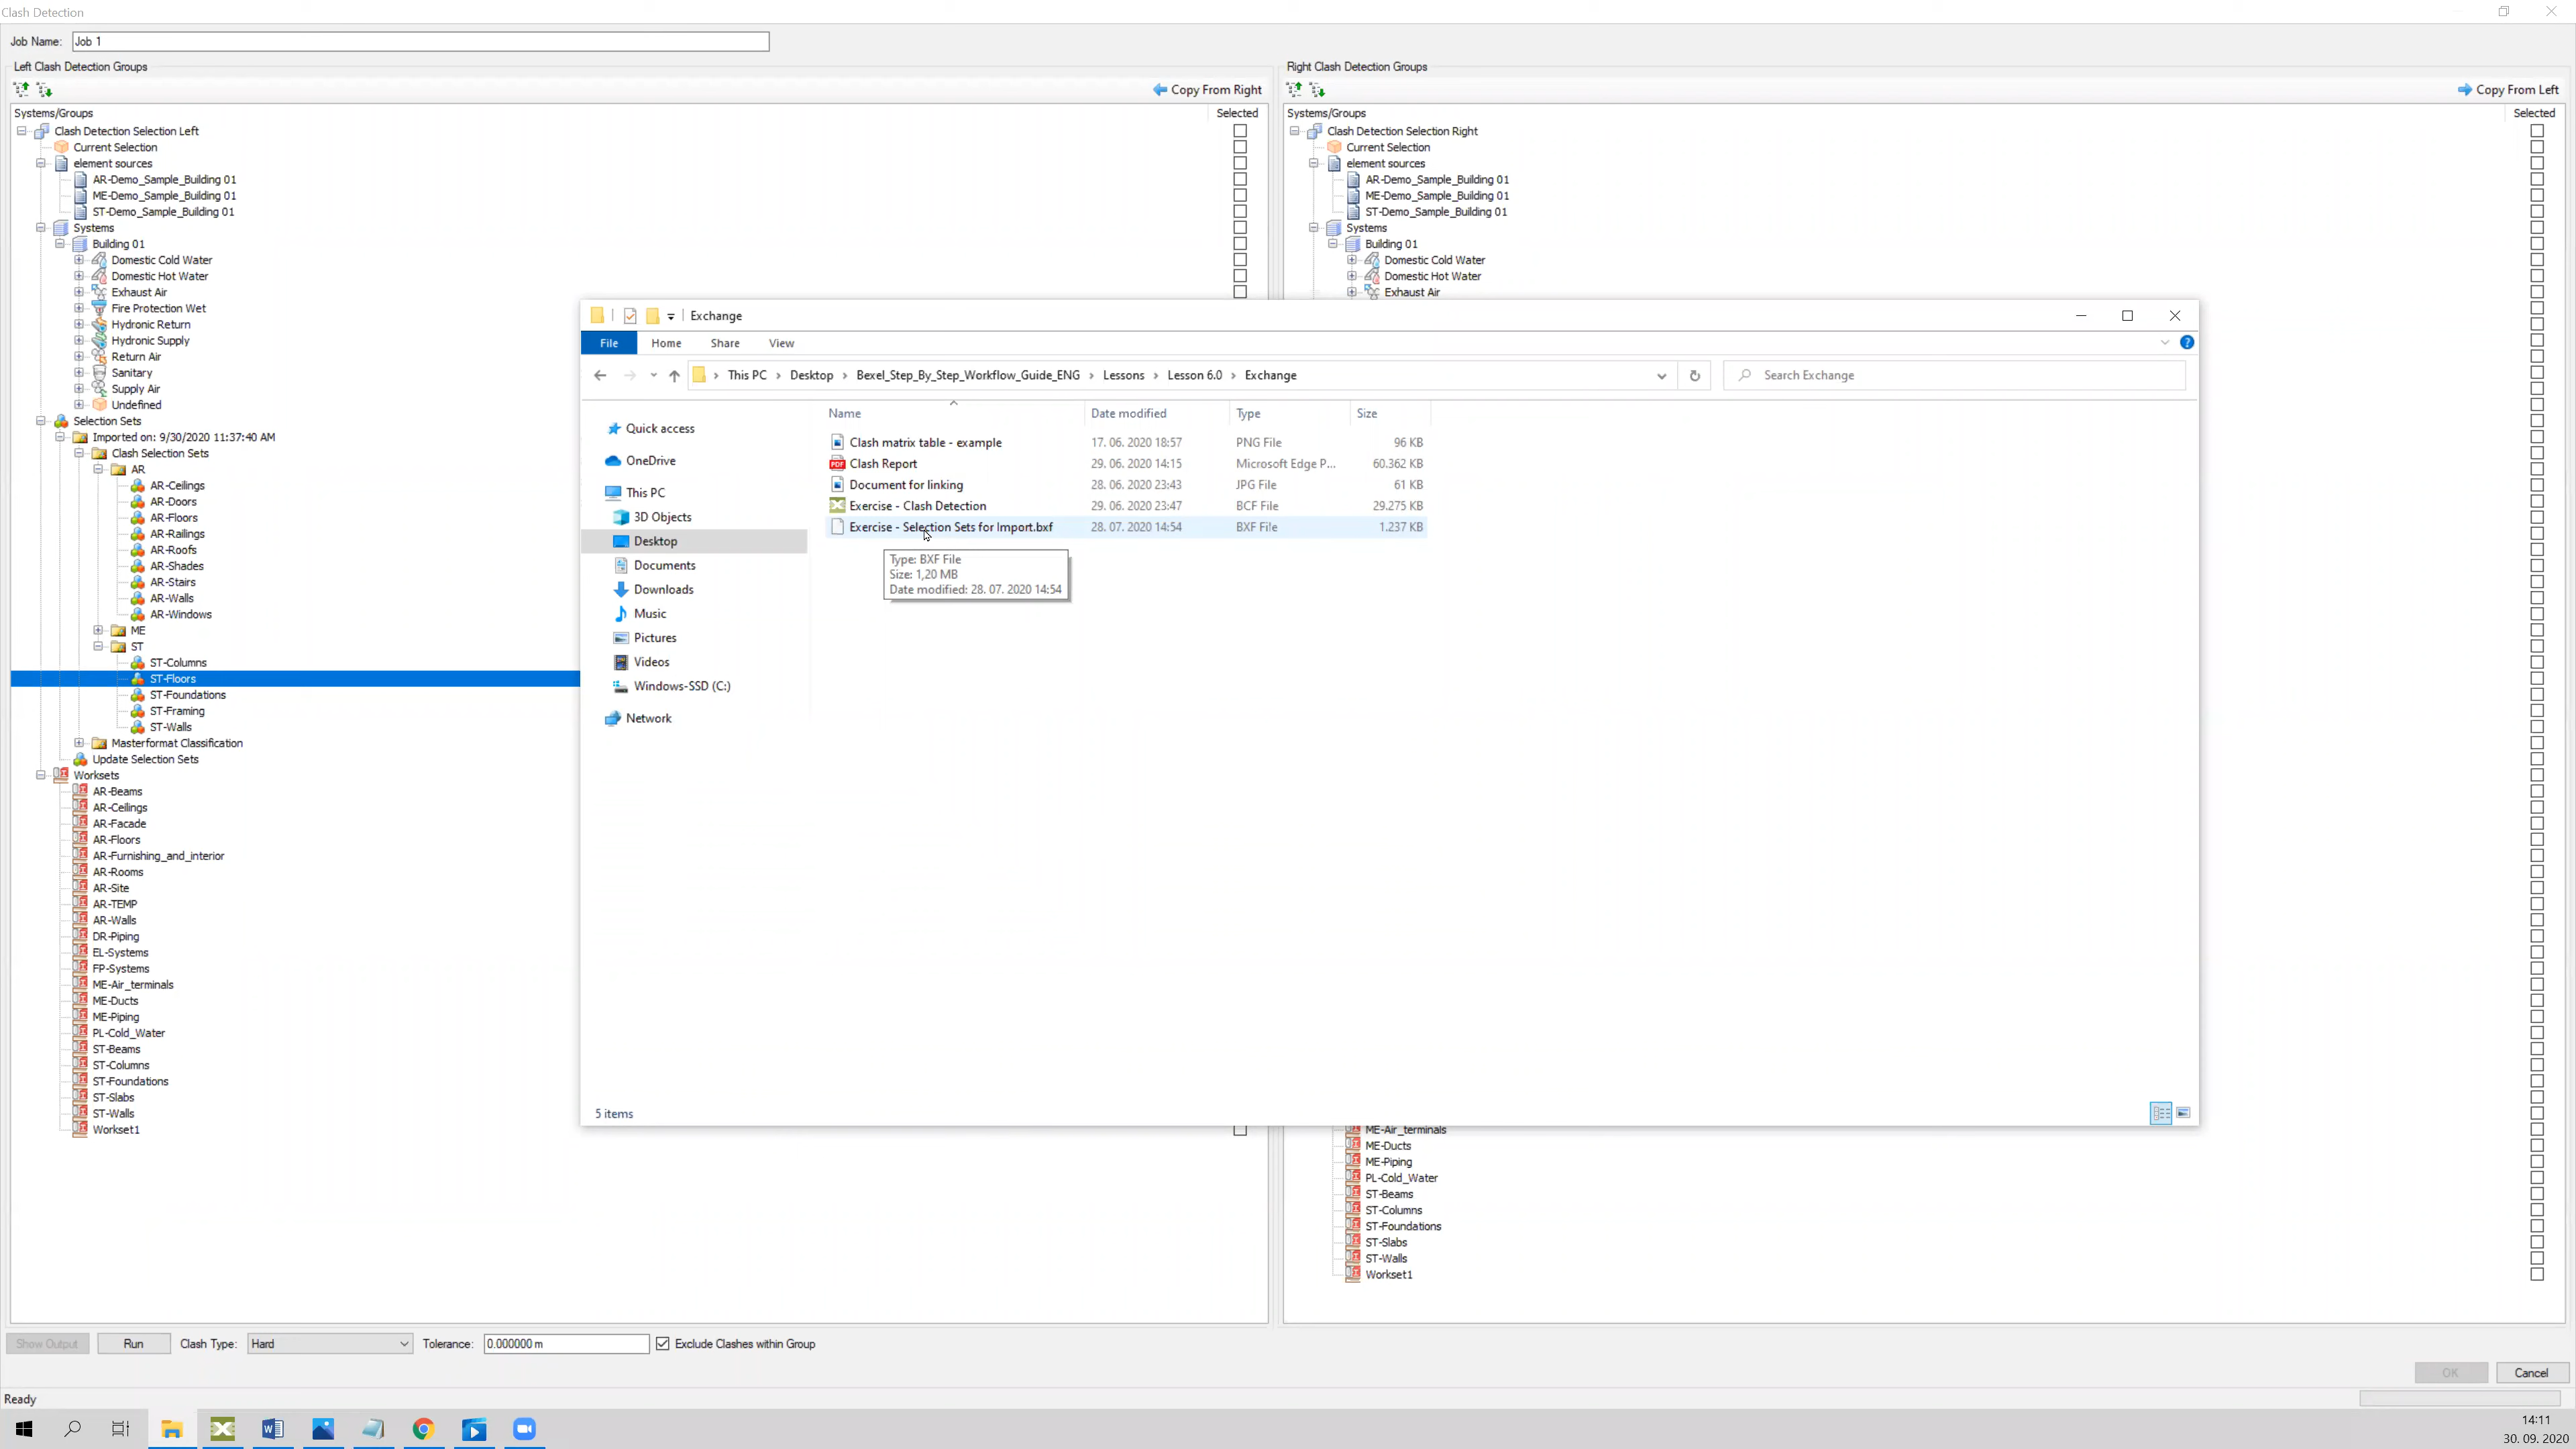 Clash Detection
Job Name: Job 1
Left Clash Detection Groups
Copy From Right
Systems/Groups Selected
Clash Detection Selection Left
Current Selection
element sources
AR-Demo_Sample_Building 01
ME-Demo_Sample_Building 01
ST-Demo_Sample_Building 01
Systems
Building 01
Domestic Cold Water
Domestic Hot Water
Exhaust Air
Fire Protection Wet
Hydronic Return
Hydronic Supply
Return Air
Sanitary
Supply Air
Undefined
Selection Sets
Imported on: 9/30/2020 11:37:40 AM
Clash Selection Sets
AR
AR-Ceilings
AR-Doors
AR-Floors
AR-Railings
AR-Roofs
AR-Shades
AR-Stairs
AR-Walls
AR-Windows
ME
ST
ST-Columns
ST-Floors
ST-Foundations
ST-Framing
ST-Walls
Masterformat Classification
Update Selection Sets
Worksets
AR-Beams
AR-Ceilings
AR-Facade
AR-Floors
AR-Furnishing_and_interior
AR-Rooms
AR-Site
AR-TEMP
AR-Walls
DR-Piping
EL-Systems
FP-Systems
ME-Air_terminals
ME-Ducts
ME-Piping
PL-Cold_Water
ST-Beams
ST-Columns
ST-Foundations
ST-Slabs
ST-Walls
Workset1
Right Clash Detection Groups
Copy From Left
Systems/Groups Selected
Clash Detection Selection Right
Current Selection
element sources
AR-Demo_Sample_Building 01
ME-Demo_Sample_Building 01
ST-Demo_Sample_Building 01
Systems
Building 01
Domestic Cold Water
Domestic Hot Water
Exhaust Air
ME-Air_terminals
ME-Ducts
ME-Piping
PL-Cold_Water
ST-Beams
ST-Columns
ST-Foundations
ST-Slabs
ST-Walls
Workset1
Exchange
File Home Share View
This PC Desktop Bexel_Step_By_Step_Workflow_Guide_ENG Lessons Lesson 6.0 Exchange
Search Exchange
Quick access
OneDrive
This PC
3D Objects
Desktop
Documents
Downloads
Music
Pictures
Videos
Windows-SSD (C:)
Network
Name Date modified Type Size
Clash matrix table - example 17. 06. 2020 18:57 PNG File 96 KB
Clash Report 29. 06. 2020 14:15 Microsoft Edge P... 60.362 KB
Document for linking 28. 06. 2020 23:43 JPG File 61 KB
Exercise - Clash Detection 29. 06. 2020 23:47 BCF File 29.275 KB
Exercise - Selection Sets for Import.bxf 28. 07. 2020 14:54 BXF File 1.237 KB
Type: BXF File
Size: 1,20 MB
Date modified: 28. 07. 2020 14:54
5 items
Show Output Run Clash Type: Hard Tolerance: 0.000000 m Exclude Clashes within Group
OK Cancel
Ready
14:11
30. 09. 2020